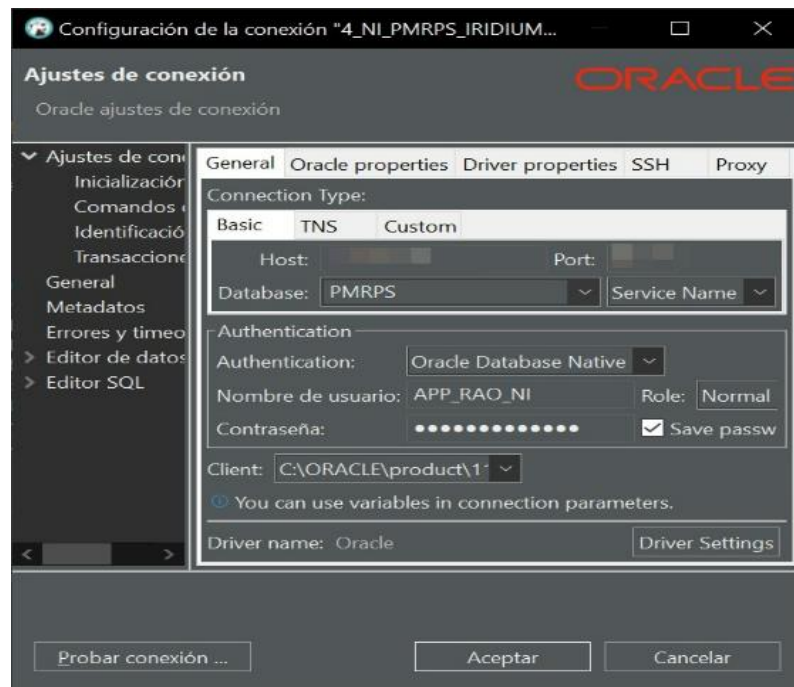 Configuración de la conexión "4_NI_PMRPS_IRIDIUM...
Ajustes de conexión
ORACLE
Oracle ajustes de conexión
Ajustes de con
Inicialización
Comandos
Identificació
Transaccione
General
Metadatos
Errores y timeo
Editor de datos
Editor SQL
General Oracle properties Driver properties SSH Proxy
Connection Type:
Basic TNS Custom
Host: Port:
Database: PMRPS Service Name
Authentication
Authentication: Oracle Database Native
Nombre de usuario: APP_RAO_NI Role: Normal
Contraseña: ••••••••••••• Save passw
Client: C:\ORACLE\product\1
You can use variables in connection parameters.
Driver name: Oracle Driver Settings
Probar conexión ... Aceptar Cancelar